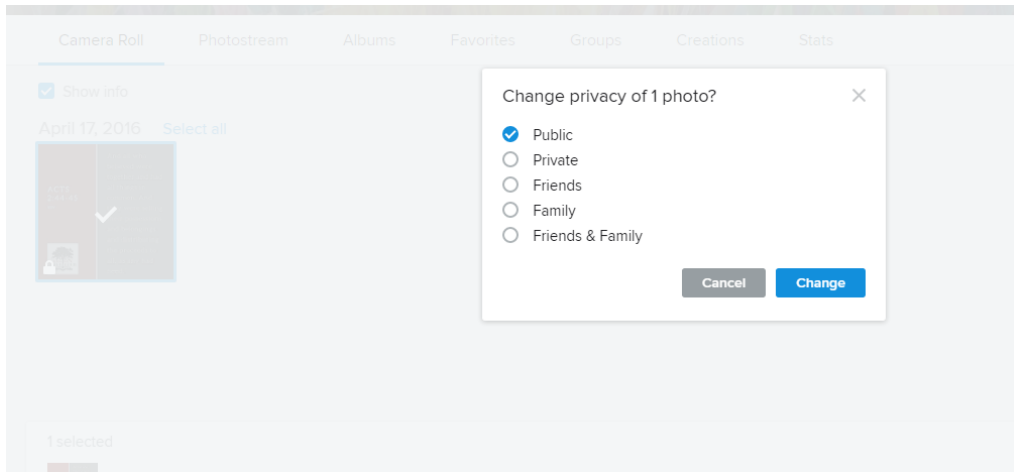 Camera Roll Photostream Albums Favorites Groups Creations Stats
Show info
April 17, 2016 Select all
Change privacy of 1 photo?
Public
Private
Friends
Family
Friends & Family
Cancel Change
1 selected